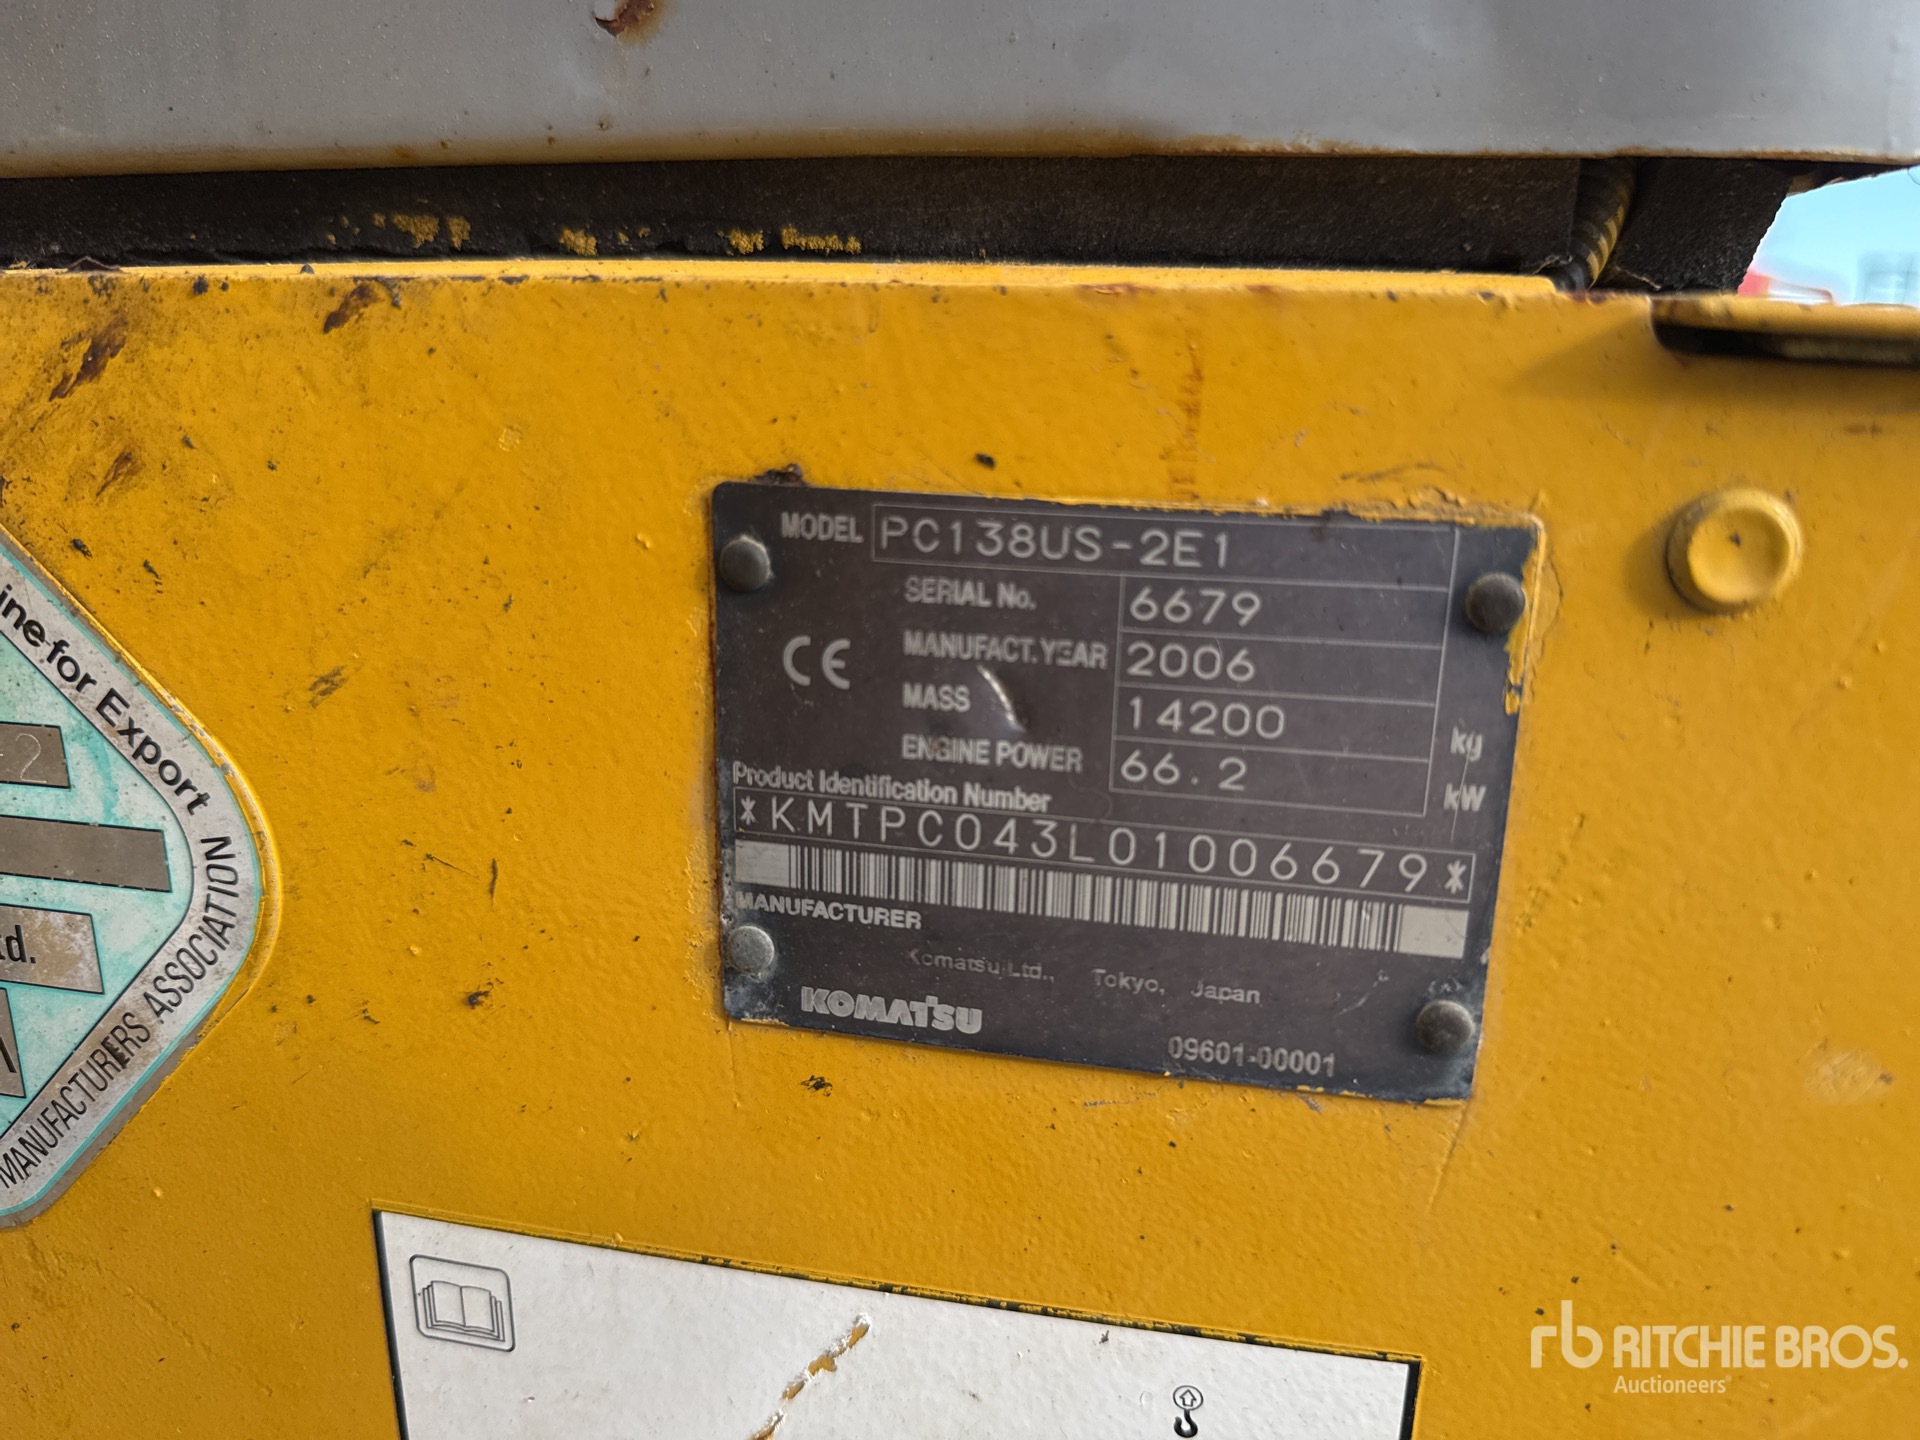 MODEL PC138US-2E1
SERIAL No. 6679
MANUFACT. YEAR 2006
MASS 14200 kg
ENGINE POWER 66.2 kW
CE
Product Identification Number
*KMTPC043L01006679*
MANUFACTURER
Komatsu Ltd., Tokyo, Japan
KOMATSU
09601-00001
ine for Export
MANUFACTURERS ASSOCIATION
-2
td.
rb RITCHIE BROS.
Auctioneers